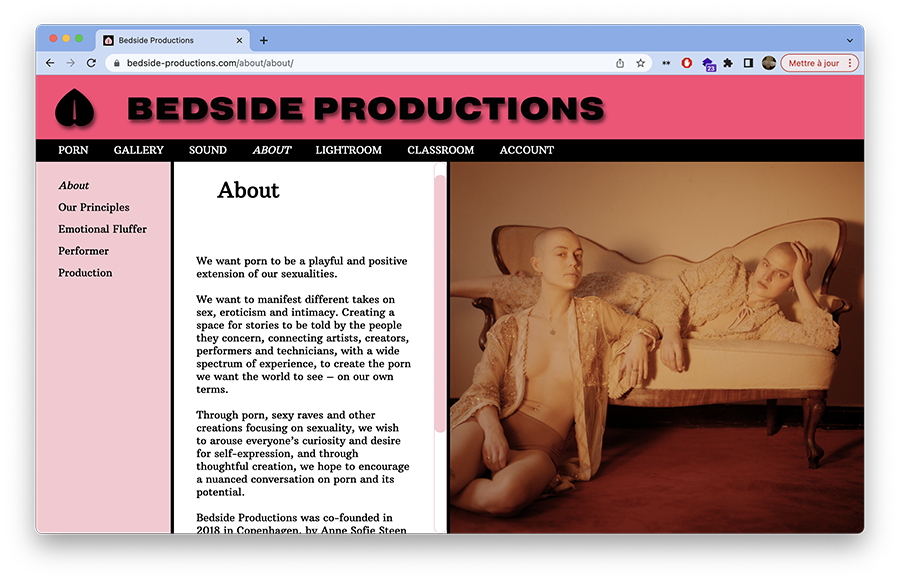 Bedside Productions
bedside-productions.com/about/about/
23
Mettre à jour
BEDSIDE PRODUCTIONS
PORN GALLERY SOUND ABOUT LIGHTROOM CLASSROOM ACCOUNT
About
Our Principles
Emotional Fluffer
Performer
Production
About
We want porn to be a playful and positive
extension of our sexualities.
We want to manifest different takes on
sex, eroticism and intimacy. Creating a
space for stories to be told by the people
they concern, connecting artists, creators,
performers and technicians, with a wide
spectrum of experience, to create the porn
we want the world to see – on our own
terms.
Through porn, sexy raves and other
creations focusing on sexuality, we wish
to arouse everyone's curiosity and desire
for self-expression, and through
thoughtful creation, we hope to encourage
a nuanced conversation on porn and its
potential.
Bedside Productions was co-founded in
2018 in Copenhagen, by Anne Sofie Steen